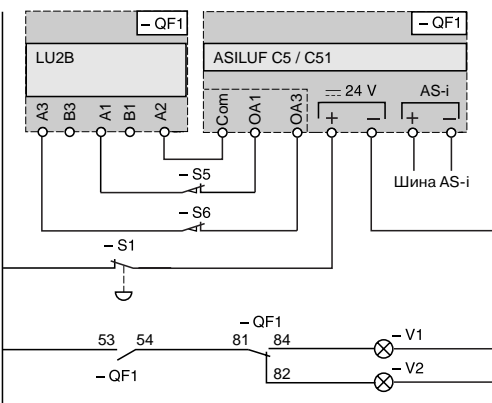 – QF1
– QF1
LU2B
ASILUF C5 / C51
A3 B3 A1 B1 A2
Com OA1 OA3
24 V
AS-i
+ – + –
Шина AS-i
– S5
– S6
– S1
– QF1
53 54 81 84
– V1
– QF1
82
– V2